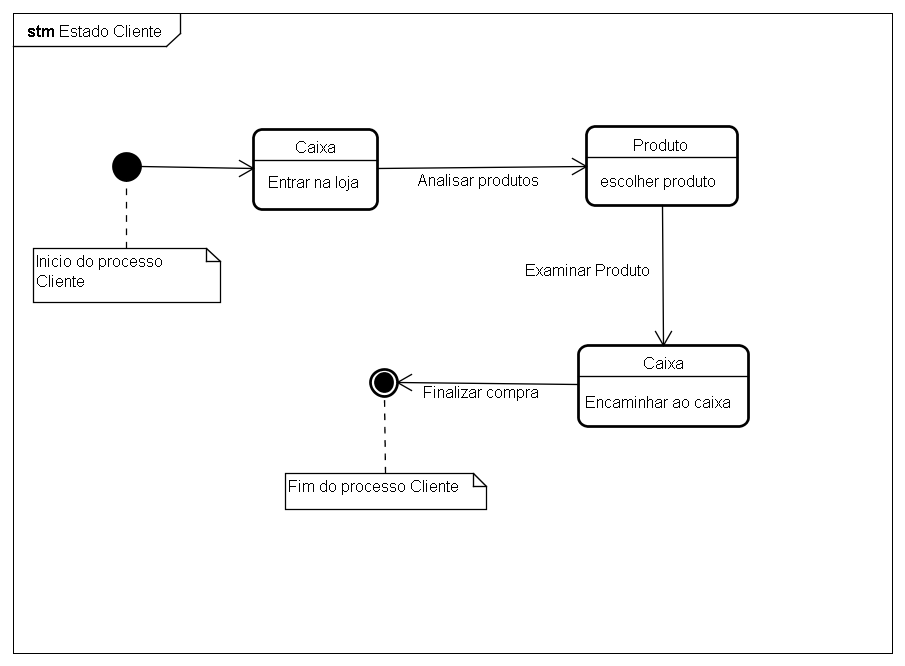 stm Estado Cliente
Caixa
Entrar na loja
Analisar produtos
Produto
escolher produto
Inicio do processo
Cliente
Examinar Produto
Caixa
Encaminhar ao caixa
Finalizar compra
Fim do processo Cliente